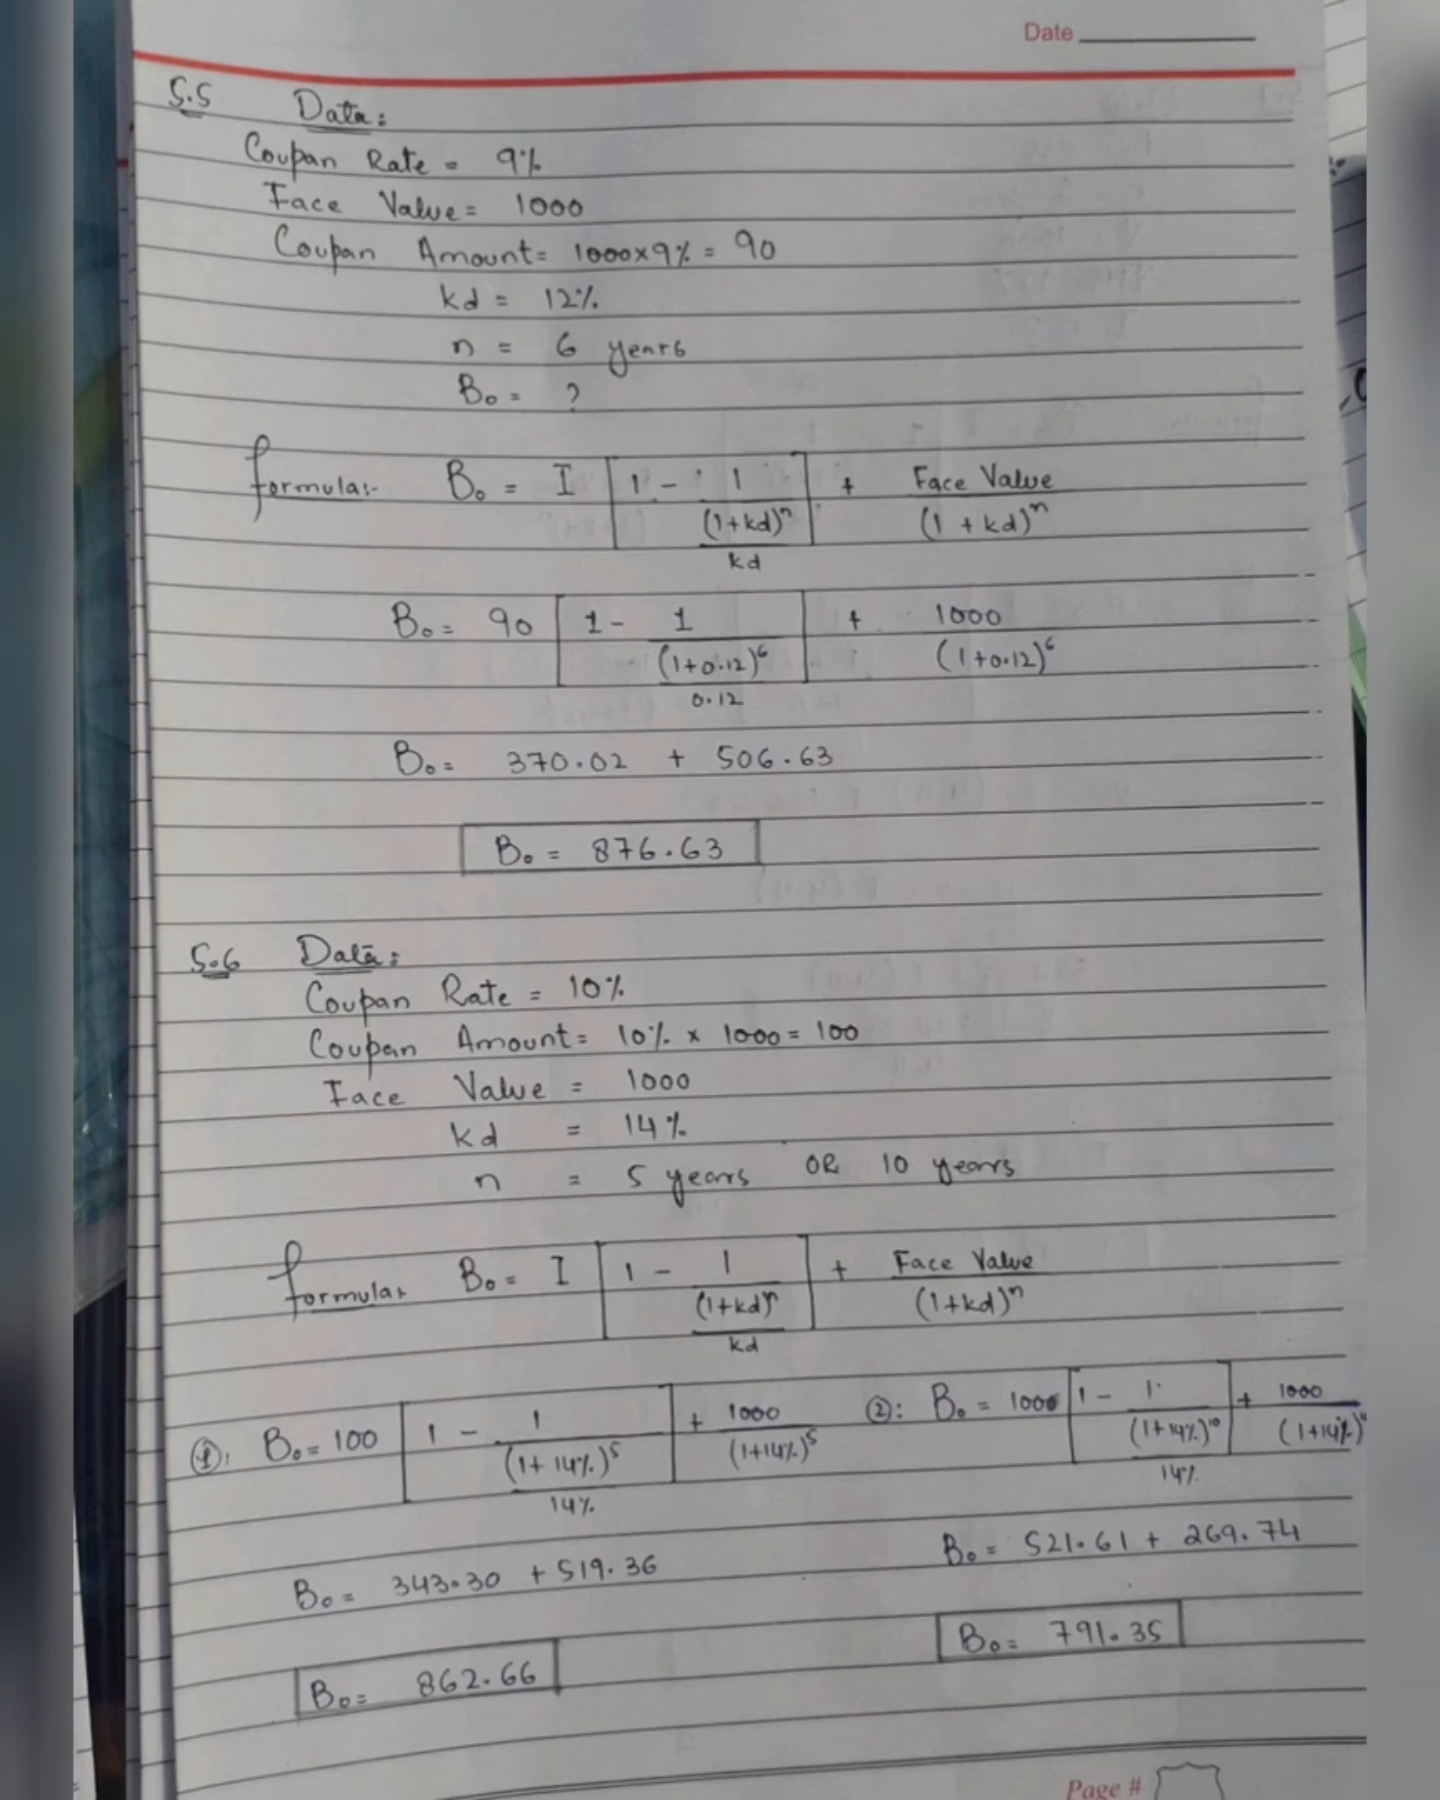 Date
5.5 Data:
Coupan Rate = 9%
Face Value = 1000
Coupan Amount = 1000×9% = 90
kd = 12%
n = 6 years
B₀ = ?
formula:- B₀ = I [1 - 1/(1+kd)ⁿ / kd] + Face Value/(1 + kd)ⁿ
B₀ = 90 [1 - 1/(1+0.12)⁶ / 0.12] + 1000/(1+0.12)⁶
B₀ = 370.02 + 506.63
B₀ = 876.63
5.6 Data:
Coupan Rate = 10%
Coupan Amount = 10% × 1000 = 100
Face Value = 1000
kd = 14%
n = 5 years OR 10 years
formula: B₀ = I [1 - 1/(1+kd)ⁿ / kd] + Face Value/(1+kd)ⁿ
①: B₀ = 100 [1 - 1/(1+14%)⁵ / 14%] + 1000/(1+14%)⁵
②: B₀ = 1000 [1 - 1/(1+14%)¹⁰ / 14%] + 1000/(1+14%)
B₀ = 343.30 + 519.36
B₀ = 521.61 + 269.74
B₀ = 862.66
B₀ = 791.35
Page #